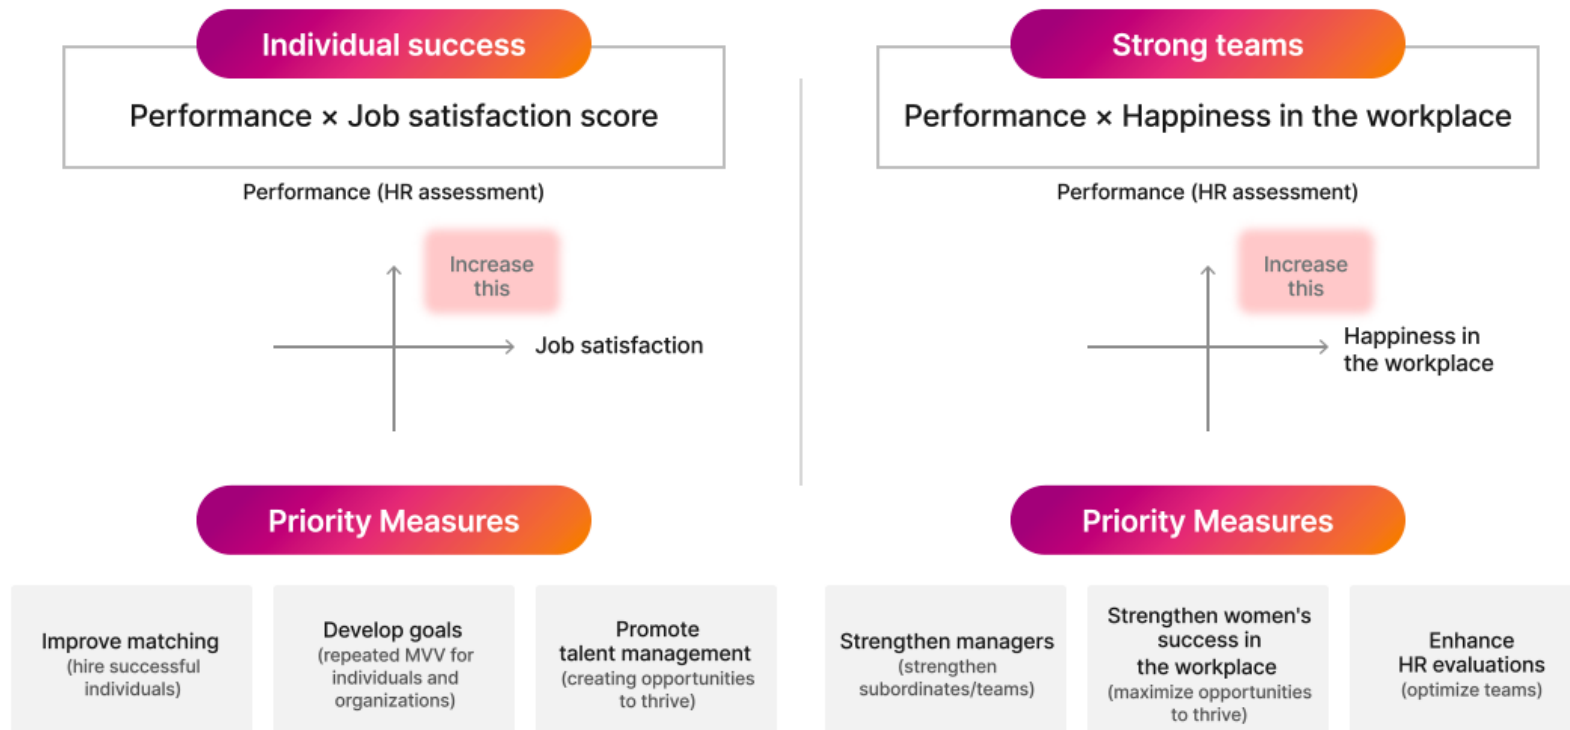 Individual success
Performance × Job satisfaction score
Performance (HR assessment)
Increase
this
Job satisfaction
Priority Measures
Improve matching
(hire successful
individuals)
Develop goals
(repeated MVV for
individuals and
organizations)
Promote
talent management
(creating opportunities
to thrive)
Strong teams
Performance × Happiness in the workplace
Performance (HR assessment)
Increase
this
Happiness in
the workplace
Priority Measures
Strengthen managers
(strengthen
subordinates/teams)
Strengthen women's
success in
the workplace
(maximize opportunities
to thrive)
Enhance
HR evaluations
(optimize teams)